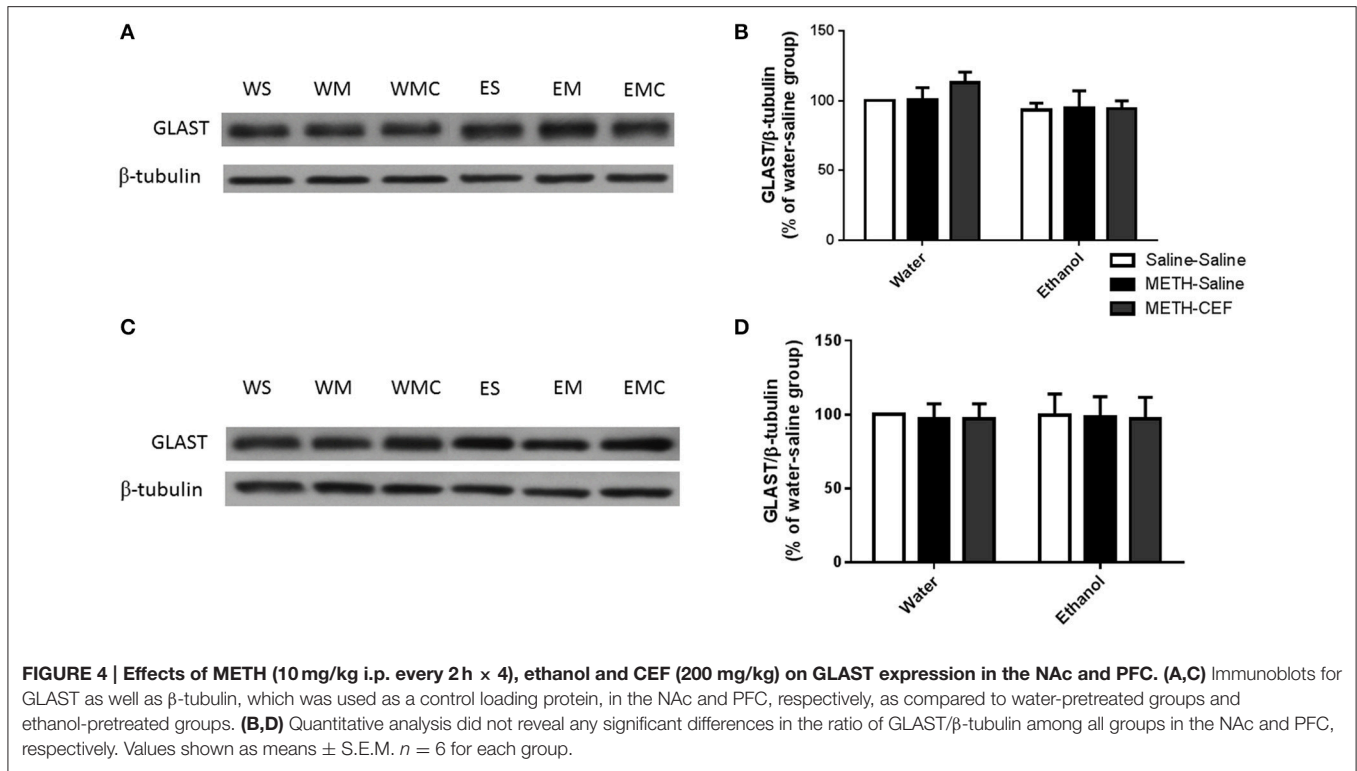 A
WS WM WMC ES EM EMC
GLAST
β-tubulin
B
GLAST/β-tubulin
(% of water-saline group)
150
100
50
0
Water
Ethanol
Saline-Saline
METH-Saline
METH-CEF
C
WS WM WMC ES EM EMC
GLAST
β-tubulin
D
GLAST/β-tubulin
(% of water-saline group)
150
100
50
0
Water
Ethanol
FIGURE 4 | Effects of METH (10 mg/kg i.p. every 2 h × 4), ethanol and CEF (200 mg/kg) on GLAST expression in the NAc and PFC. (A,C) Immunoblots for
GLAST as well as β-tubulin, which was used as a control loading protein, in the NAc and PFC, respectively, as compared to water-pretreated groups and
ethanol-pretreated groups. (B,D) Quantitative analysis did not reveal any significant differences in the ratio of GLAST/β-tubulin among all groups in the NAc and PFC,
respectively. Values shown as means ± S.E.M. n = 6 for each group.